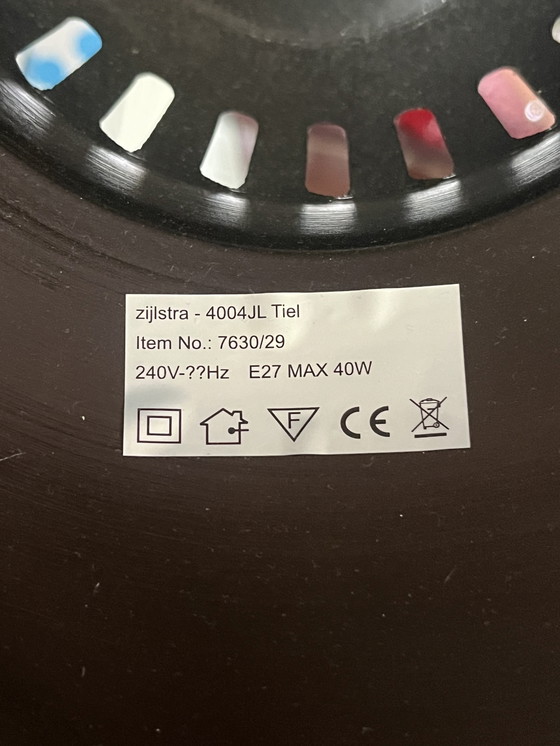 zijlstra - 4004JL Tiel
Item No.: 7630/29
240V-??Hz E27 MAX 40W
F CE